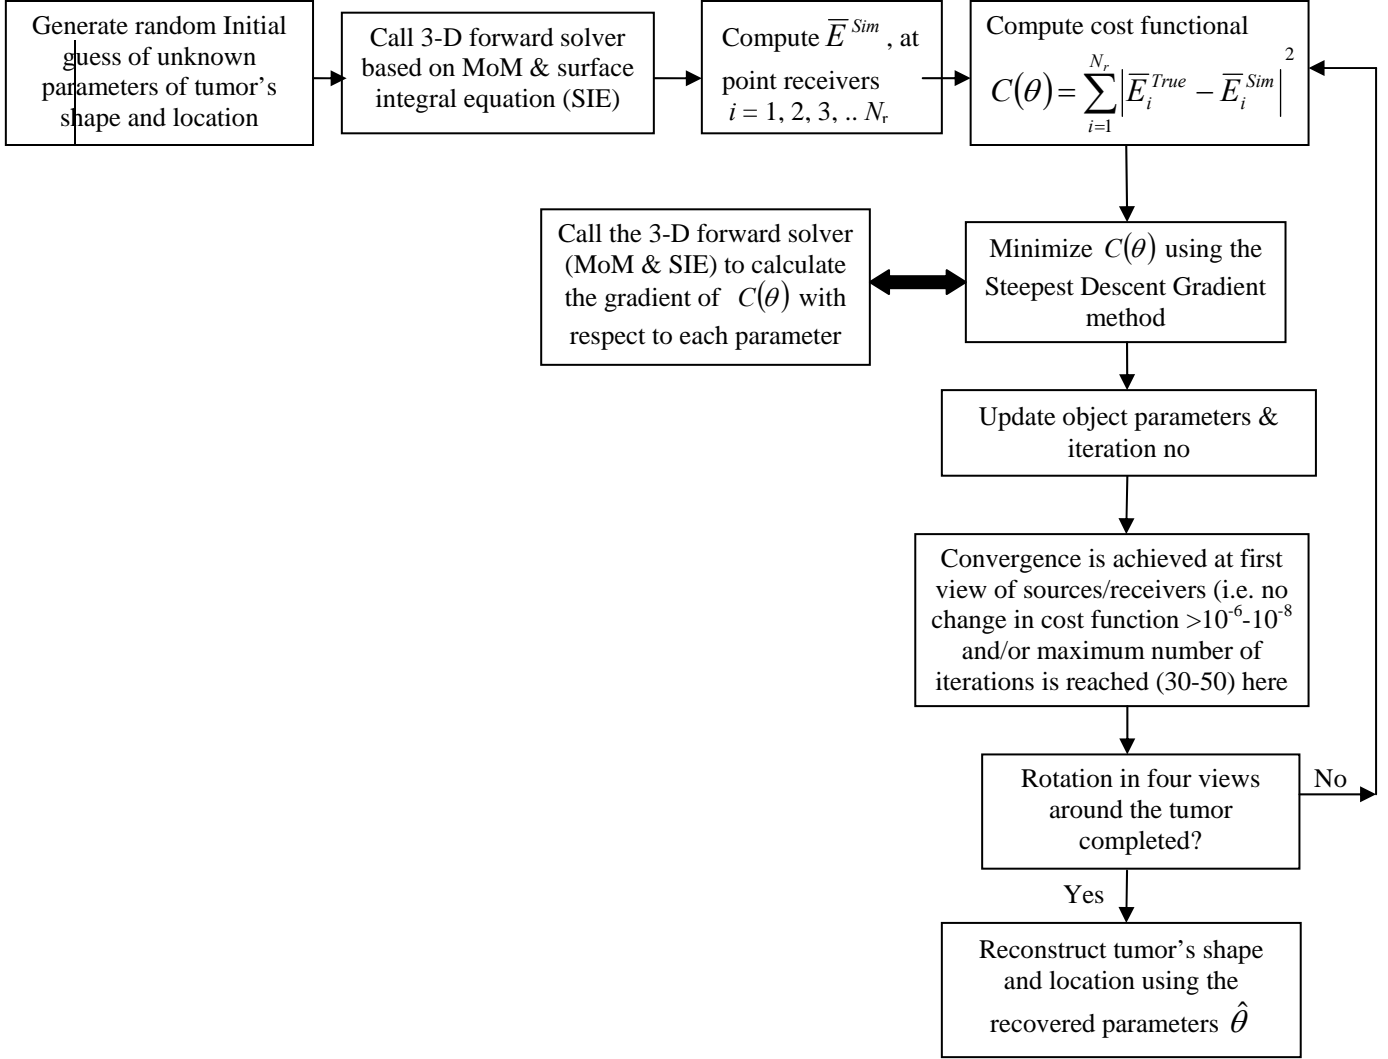 Generate random Initial
guess of unknown
parameters of tumor's
shape and location
Call 3-D forward solver
based on MoM & surface
integral equation (SIE)
Compute E̅^Sim , at
point receivers
i = 1, 2, 3, .. N_r
Compute cost functional
C(θ) = ∑_{i=1}^{N_r} |E̅_i^True − E̅_i^Sim|^2
Call the 3-D forward solver
(MoM & SIE) to calculate
the gradient of C(θ) with
respect to each parameter
Minimize C(θ) using the
Steepest Descent Gradient
method
Update object parameters &
iteration no
Convergence is achieved at first
view of sources/receivers (i.e. no
change in cost function >10^-6-10^-8
and/or maximum number of
iterations is reached (30-50) here
Rotation in four views
around the tumor
completed?
No
Yes
Reconstruct tumor's shape
and location using the
recovered parameters θ̂